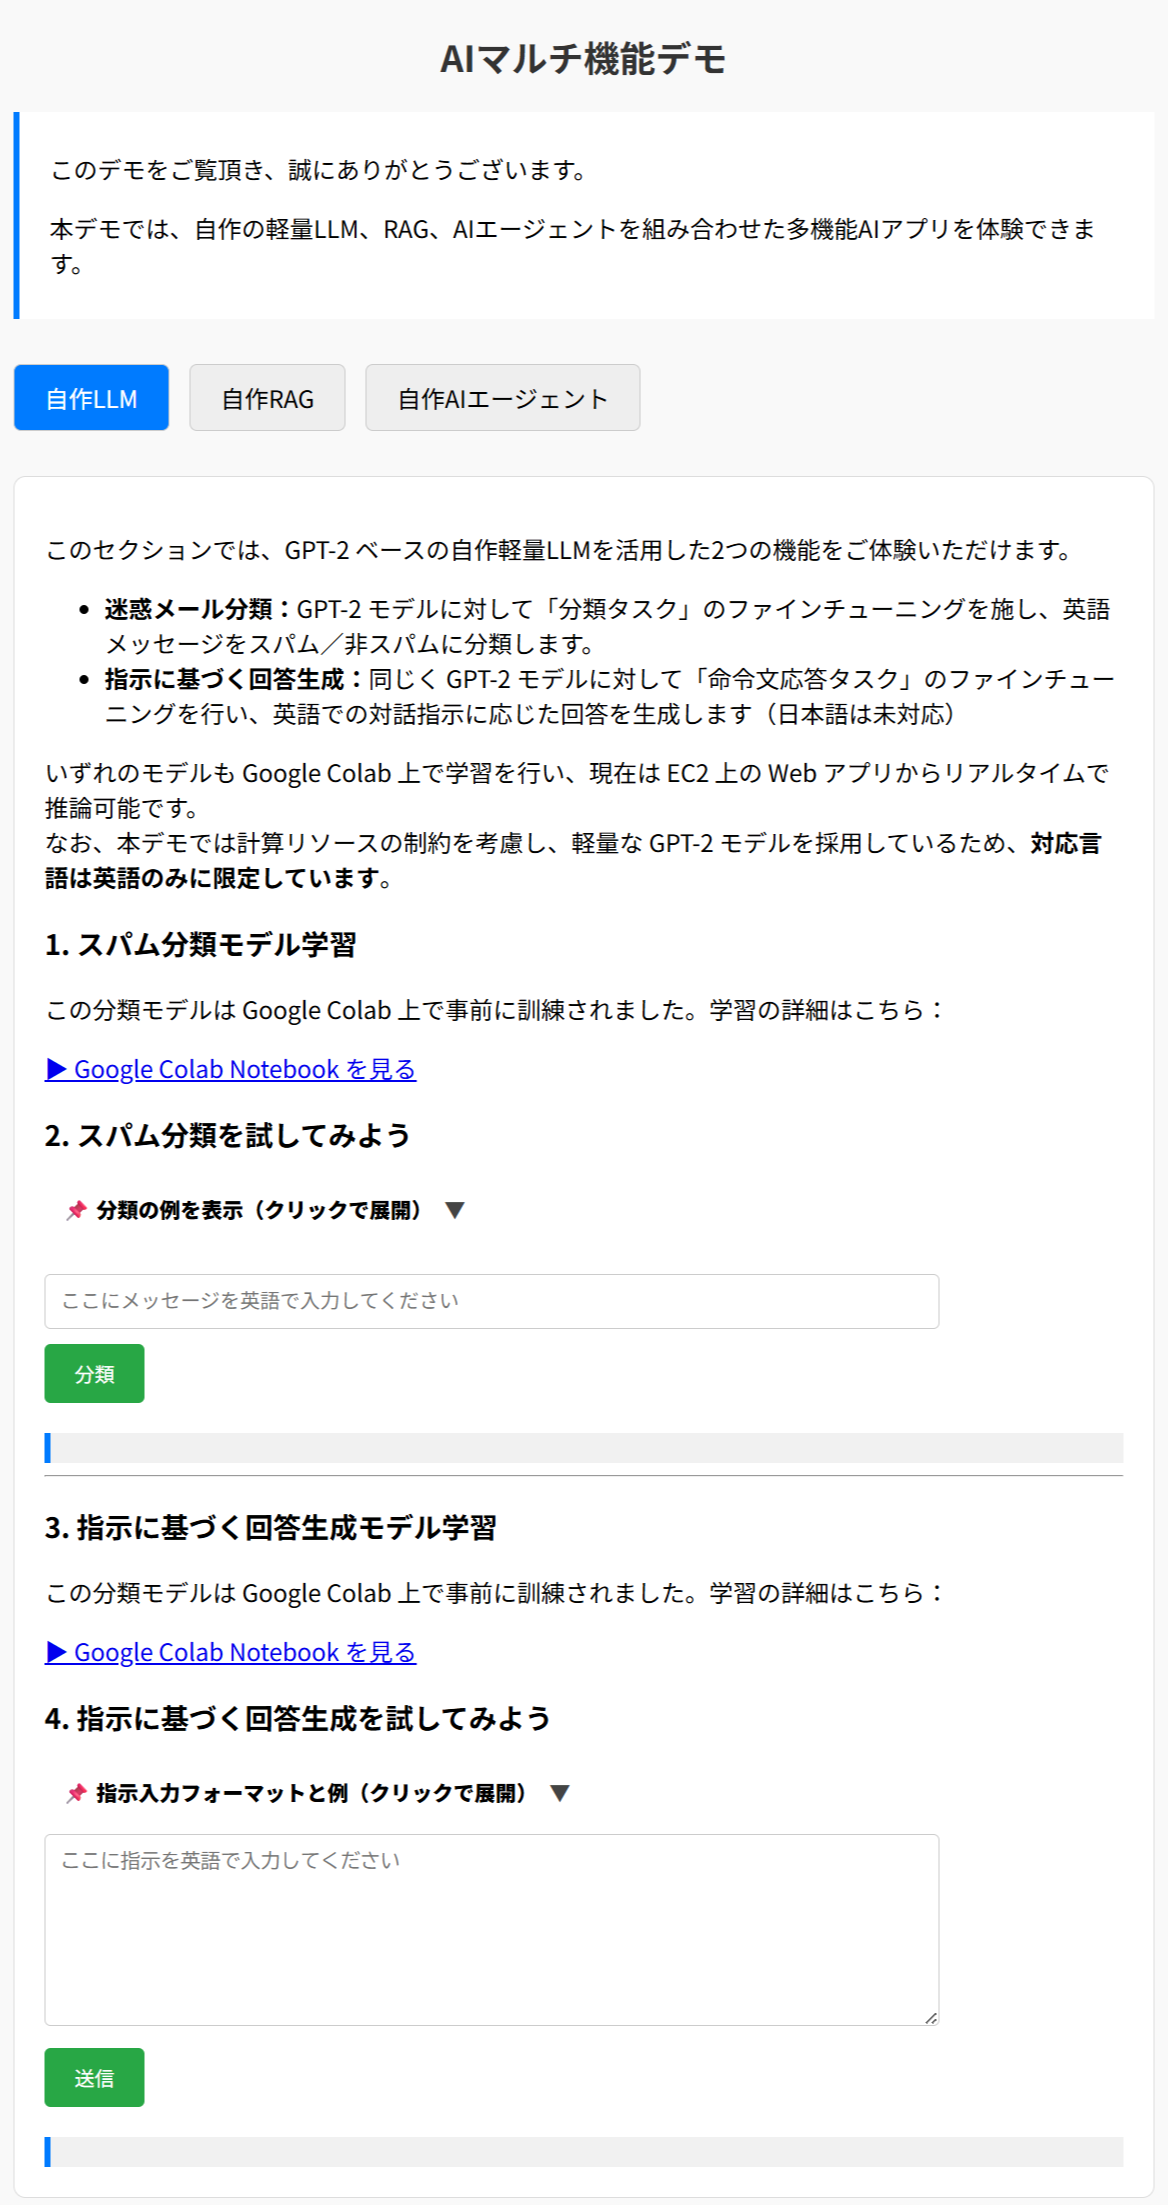 AIマルチ機能デモ
このデモをご覧頂き、誠にありがとうございます。
本デモでは、自作の軽量LLM、RAG、AIエージェントを組み合わせた多機能AIアプリを体験できま
す。
自作LLM
自作RAG
自作AIエージェント
このセクションでは、GPT-2 ベースの自作軽量LLMを活用した2つの機能をご体験いただけます。
• 迷惑メール分類：GPT-2 モデルに対して「分類タスク」のファインチューニングを施し、英語
メッセージをスパム／非スパムに分類します。
• 指示に基づく回答生成：同じく GPT-2 モデルに対して「命令文応答タスク」のファインチュー
ニングを行い、英語での対話指示に応じた回答を生成します（日本語は未対応）
いずれのモデルも Google Colab 上で学習を行い、現在は EC2 上の Web アプリからリアルタイムで
推論可能です。
なお、本デモでは計算リソースの制約を考慮し、軽量な GPT-2 モデルを採用しているため、対応言
語は英語のみに限定しています。
1. スパム分類モデル学習
この分類モデルは Google Colab 上で事前に訓練されました。学習の詳細はこちら：
▶ Google Colab Notebook を見る
2. スパム分類を試してみよう
📌 分類の例を表示（クリックで展開） ▼
ここにメッセージを英語で入力してください
分類
3. 指示に基づく回答生成モデル学習
この分類モデルは Google Colab 上で事前に訓練されました。学習の詳細はこちら：
▶ Google Colab Notebook を見る
4. 指示に基づく回答生成を試してみよう
📌 指示入力フォーマットと例（クリックで展開） ▼
ここに指示を英語で入力してください
送信